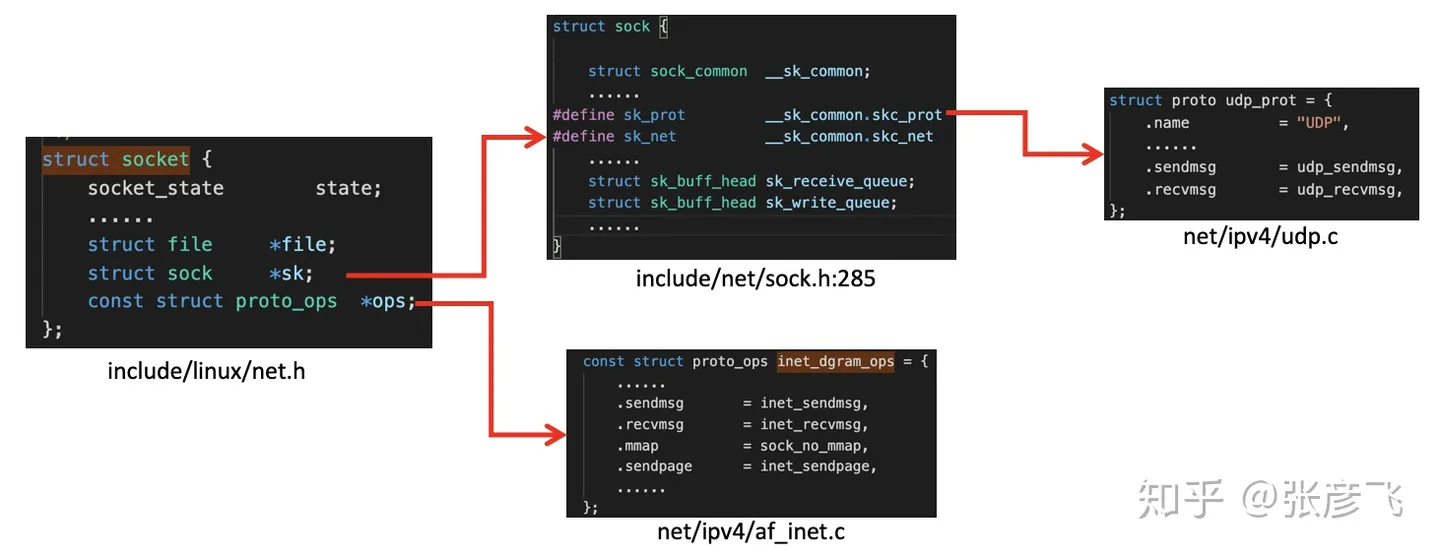 struct socket {
socket_state state;
......
struct file *file;
struct sock *sk;
const struct proto_ops *ops;
};
include/linux/net.h
struct sock {
struct sock_common __sk_common;
......
#define sk_prot __sk_common.skc_prot
#define sk_net __sk_common.skc_net
......
struct sk_buff_head sk_receive_queue;
struct sk_buff_head sk_write_queue;
......
}
include/net/sock.h:285
struct proto udp_prot = {
.name = "UDP",
......
.sendmsg = udp_sendmsg,
.recvmsg = udp_recvmsg,
};
net/ipv4/udp.c
const struct proto_ops inet_dgram_ops = {
......
.sendmsg = inet_sendmsg,
.recvmsg = inet_recvmsg,
.mmap = sock_no_mmap,
.sendpage = inet_sendpage,
......
};
net/ipv4/af_inet.c
知乎 @张彦飞